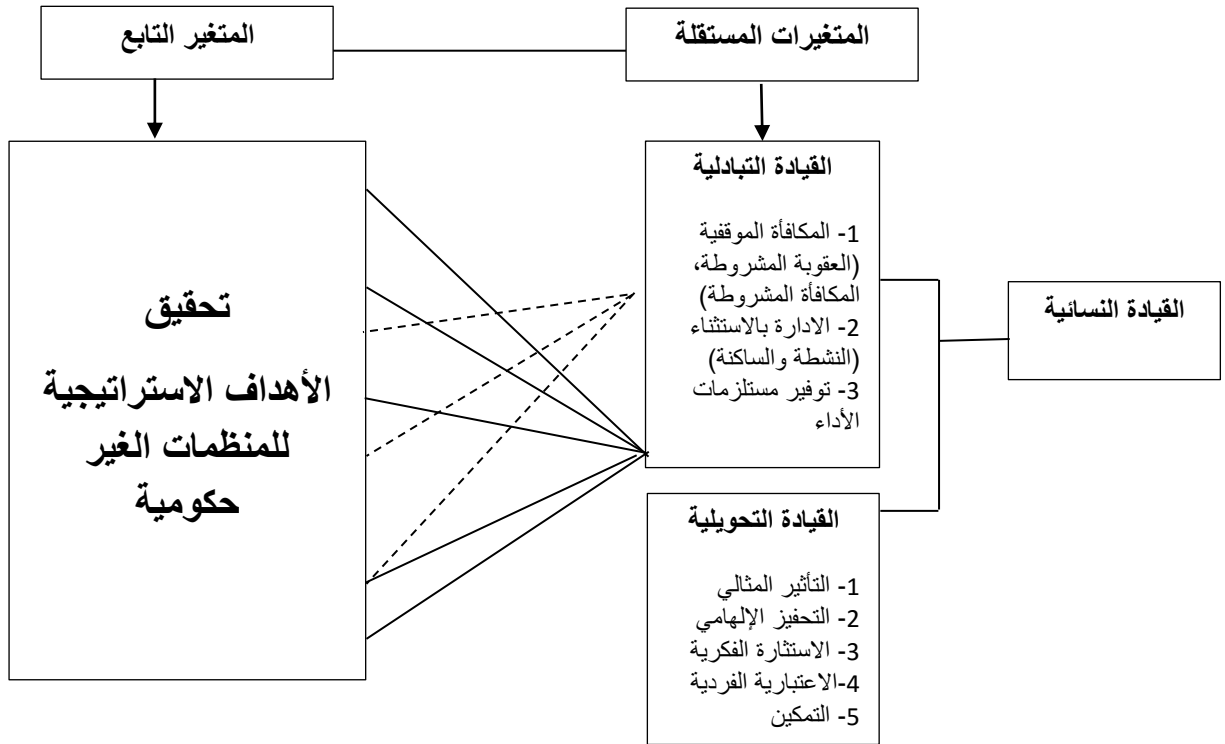 المتغيرات المستقلة
المتغير التابع
القيادة النسائية
القيادة التبادلية
1- المكافأة الموقفية
(العقوبة المشروطة،
المكافأة المشروطة)
2- الادارة بالاستثناء
(النشطة والساكنة)
3- توفير مستلزمات
الأداء
القيادة التحويلية
1- التأثير المثالي
2- التحفيز الإلهامي
3- الاستثارة الفكرية
4-الاعتبارية الفردية
5- التمكين
تحقيق
الأهداف الاستراتيجية
للمنظمات الغير
حكومية